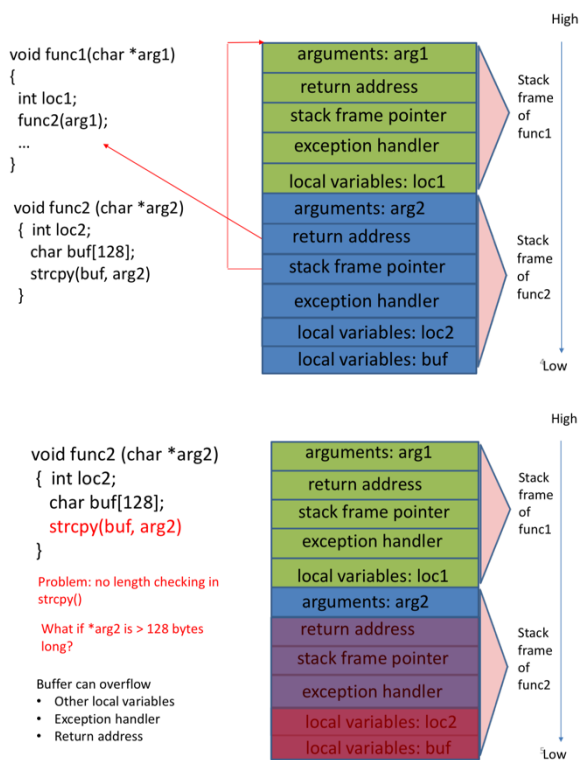 High
void func1(char *arg1)
{
int loc1;
func2(arg1);
...
}
void func2 (char *arg2)
{ int loc2;
char buf[128];
strcpy(buf, arg2)
}
arguments: arg1
return address
stack frame pointer
exception handler
local variables: loc1
arguments: arg2
return address
stack frame pointer
exception handler
local variables: loc2
local variables: buf
Stack
frame
of
func1
Stack
frame
of
func2
4
Low
High
void func2 (char *arg2)
{ int loc2;
char buf[128];
strcpy(buf, arg2)
}
Problem: no length checking in
strcpy()
What if *arg2 is > 128 bytes
long?
Buffer can overflow
• Other local variables
• Exception handler
• Return address
arguments: arg1
return address
stack frame pointer
exception handler
local variables: loc1
arguments: arg2
return address
stack frame pointer
exception handler
local variables: loc2
local variables: buf
Stack
frame
of
func1
Stack
frame
of
func2
5
Low